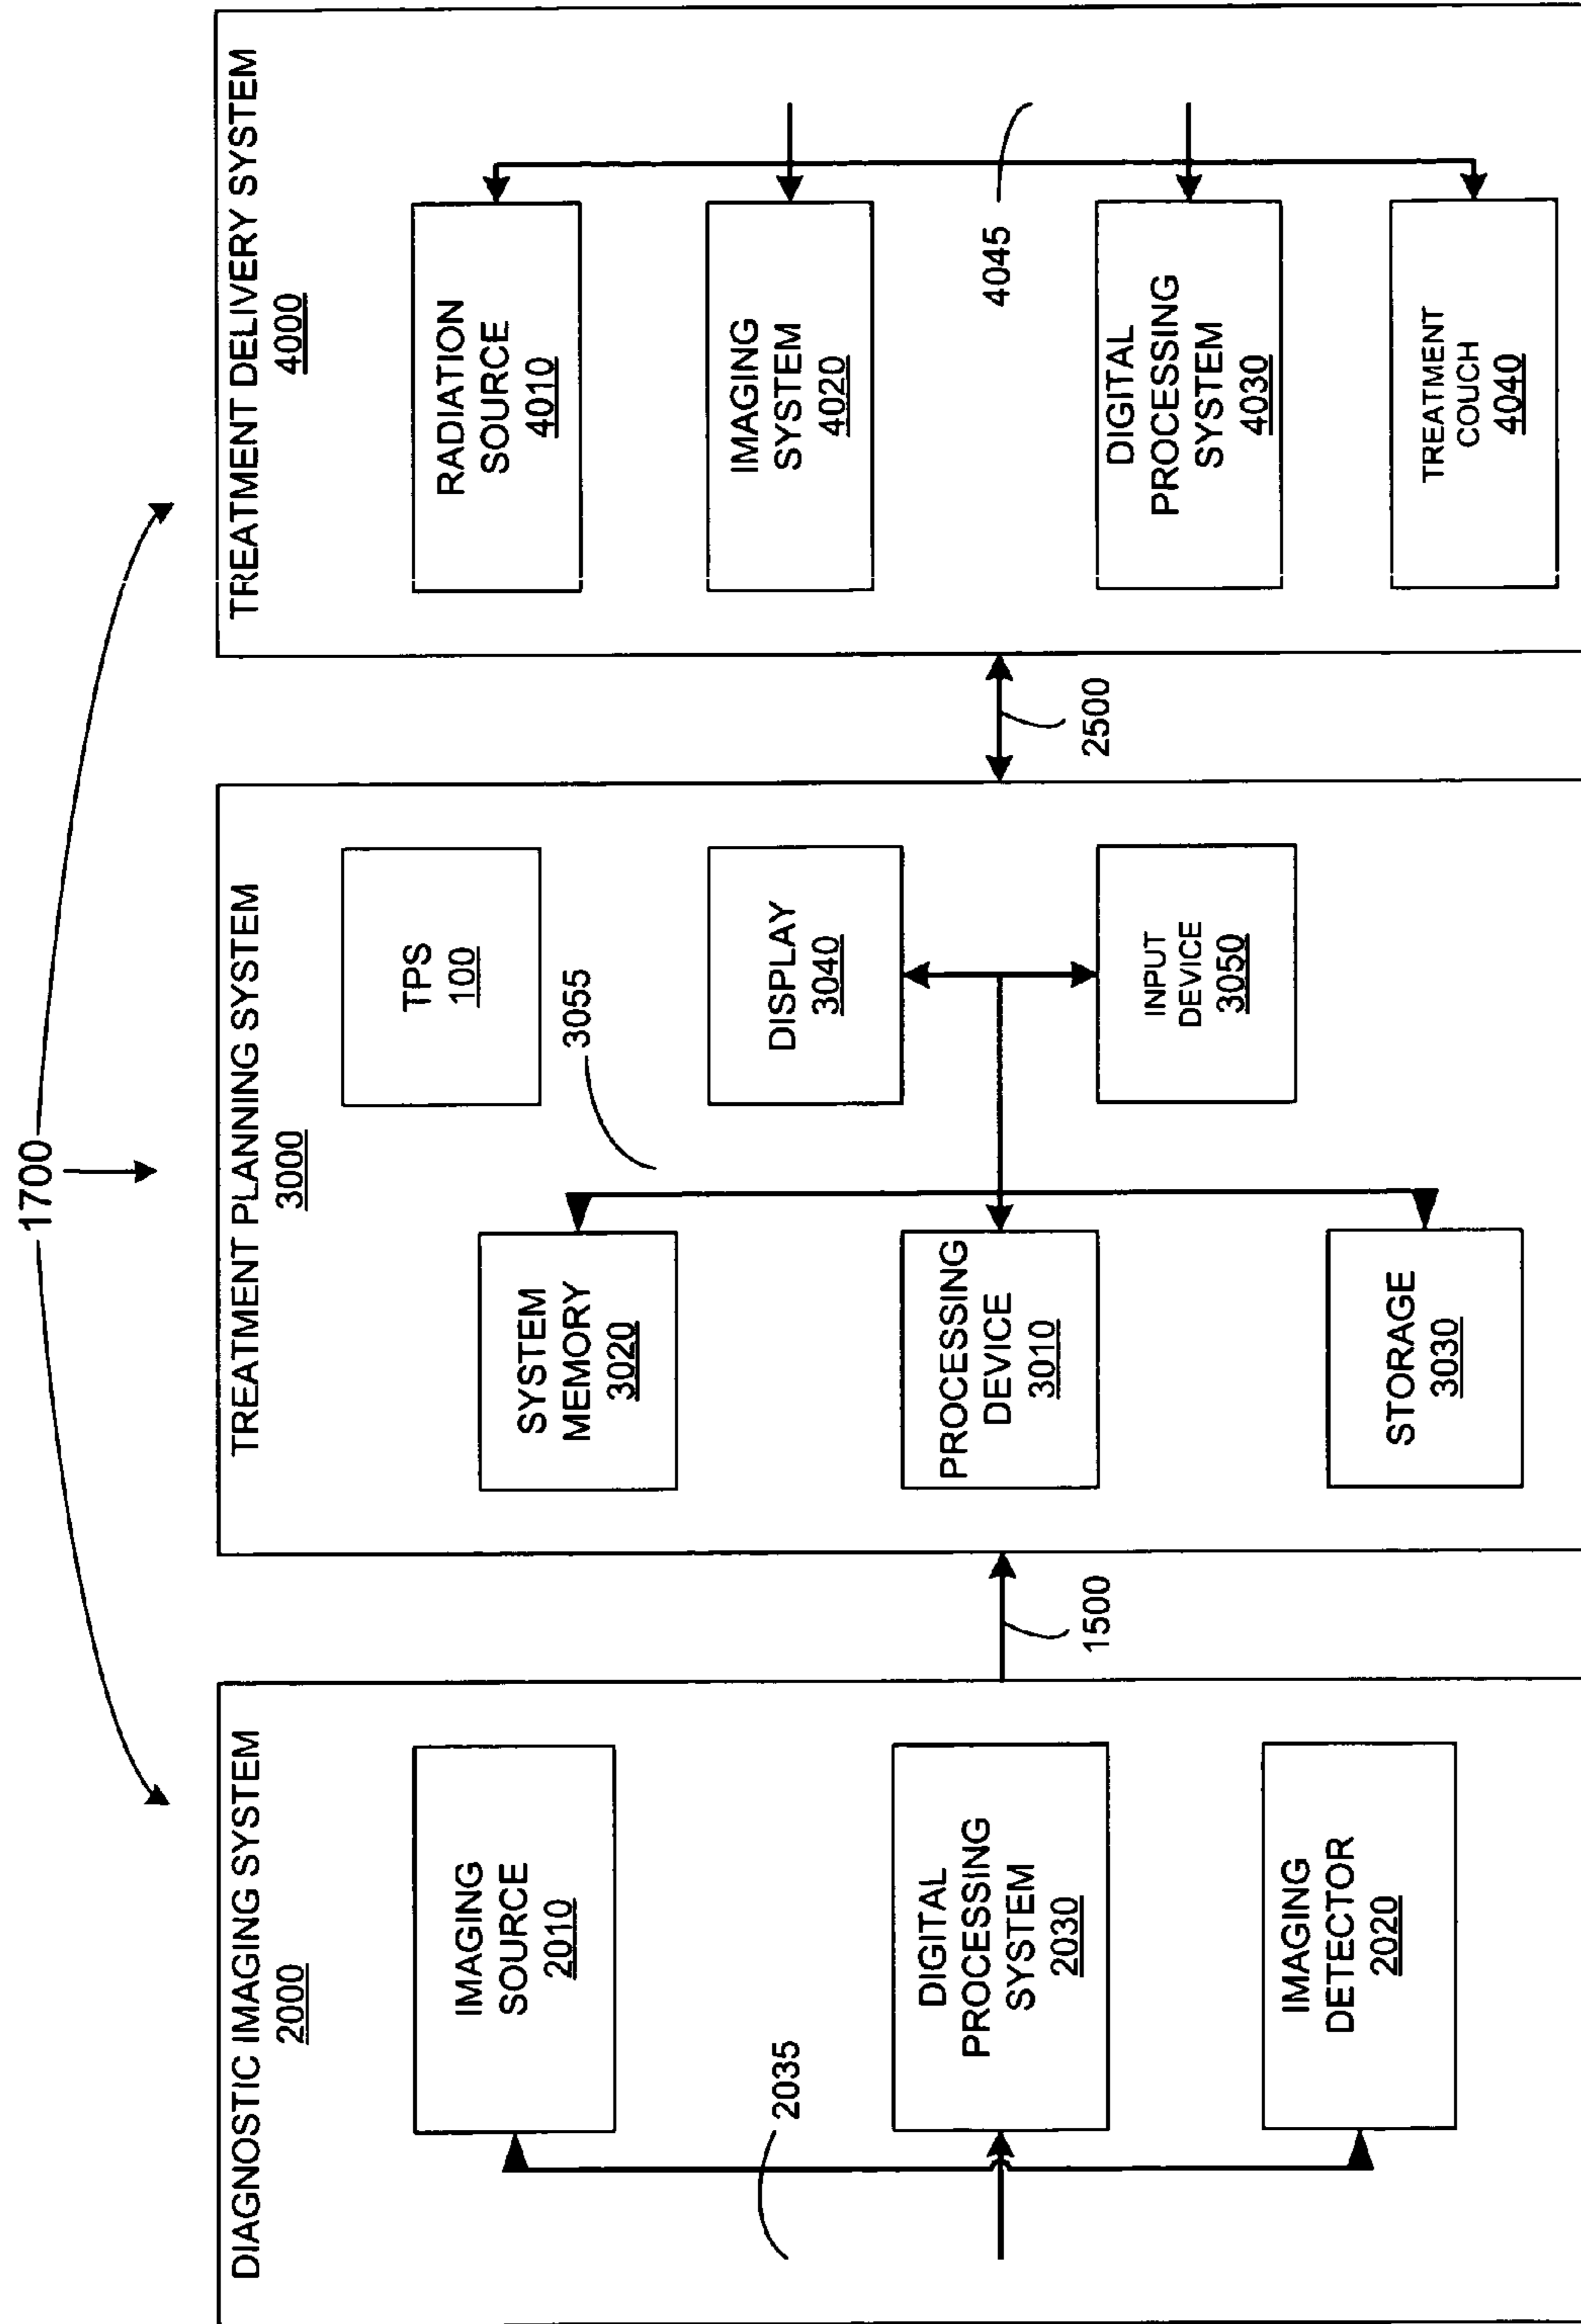 1700
DIAGNOSTIC IMAGING SYSTEM
2000
IMAGING
SOURCE
2010
2035
DIGITAL
PROCESSING
SYSTEM
2030
IMAGING
DETECTOR
2020
1500
TREATMENT PLANNING SYSTEM
3000
TPS
100
SYSTEM
MEMORY
3020
3055
DISPLAY
3040
PROCESSING
DEVICE
3010
INPUT
DEVICE
3050
STORAGE
3030
2500
TREATMENT DELIVERY SYSTEM
4000
RADIATION
SOURCE
4010
IMAGING
SYSTEM
4020
4045
DIGITAL
PROCESSING
SYSTEM
4030
TREATMENT
COUCH
4040